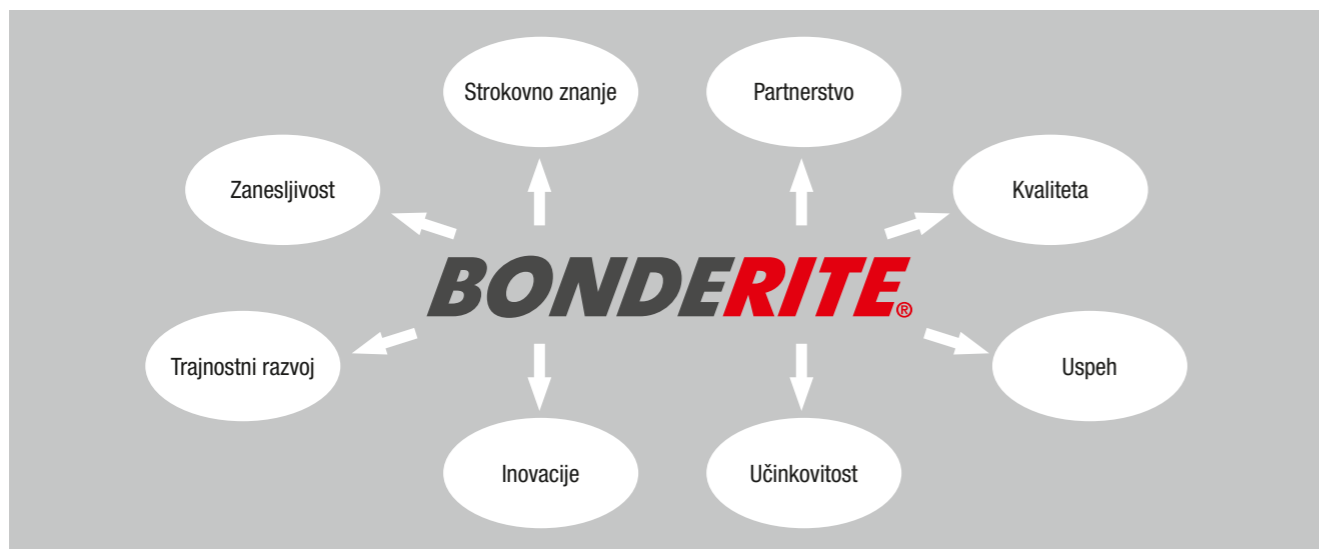 Strokovno znanje
Partnerstvo
Zanesljivost
Kvaliteta
BONDERITE®
Trajnostni razvoj
Uspeh
Inovacije
Učinkovitost